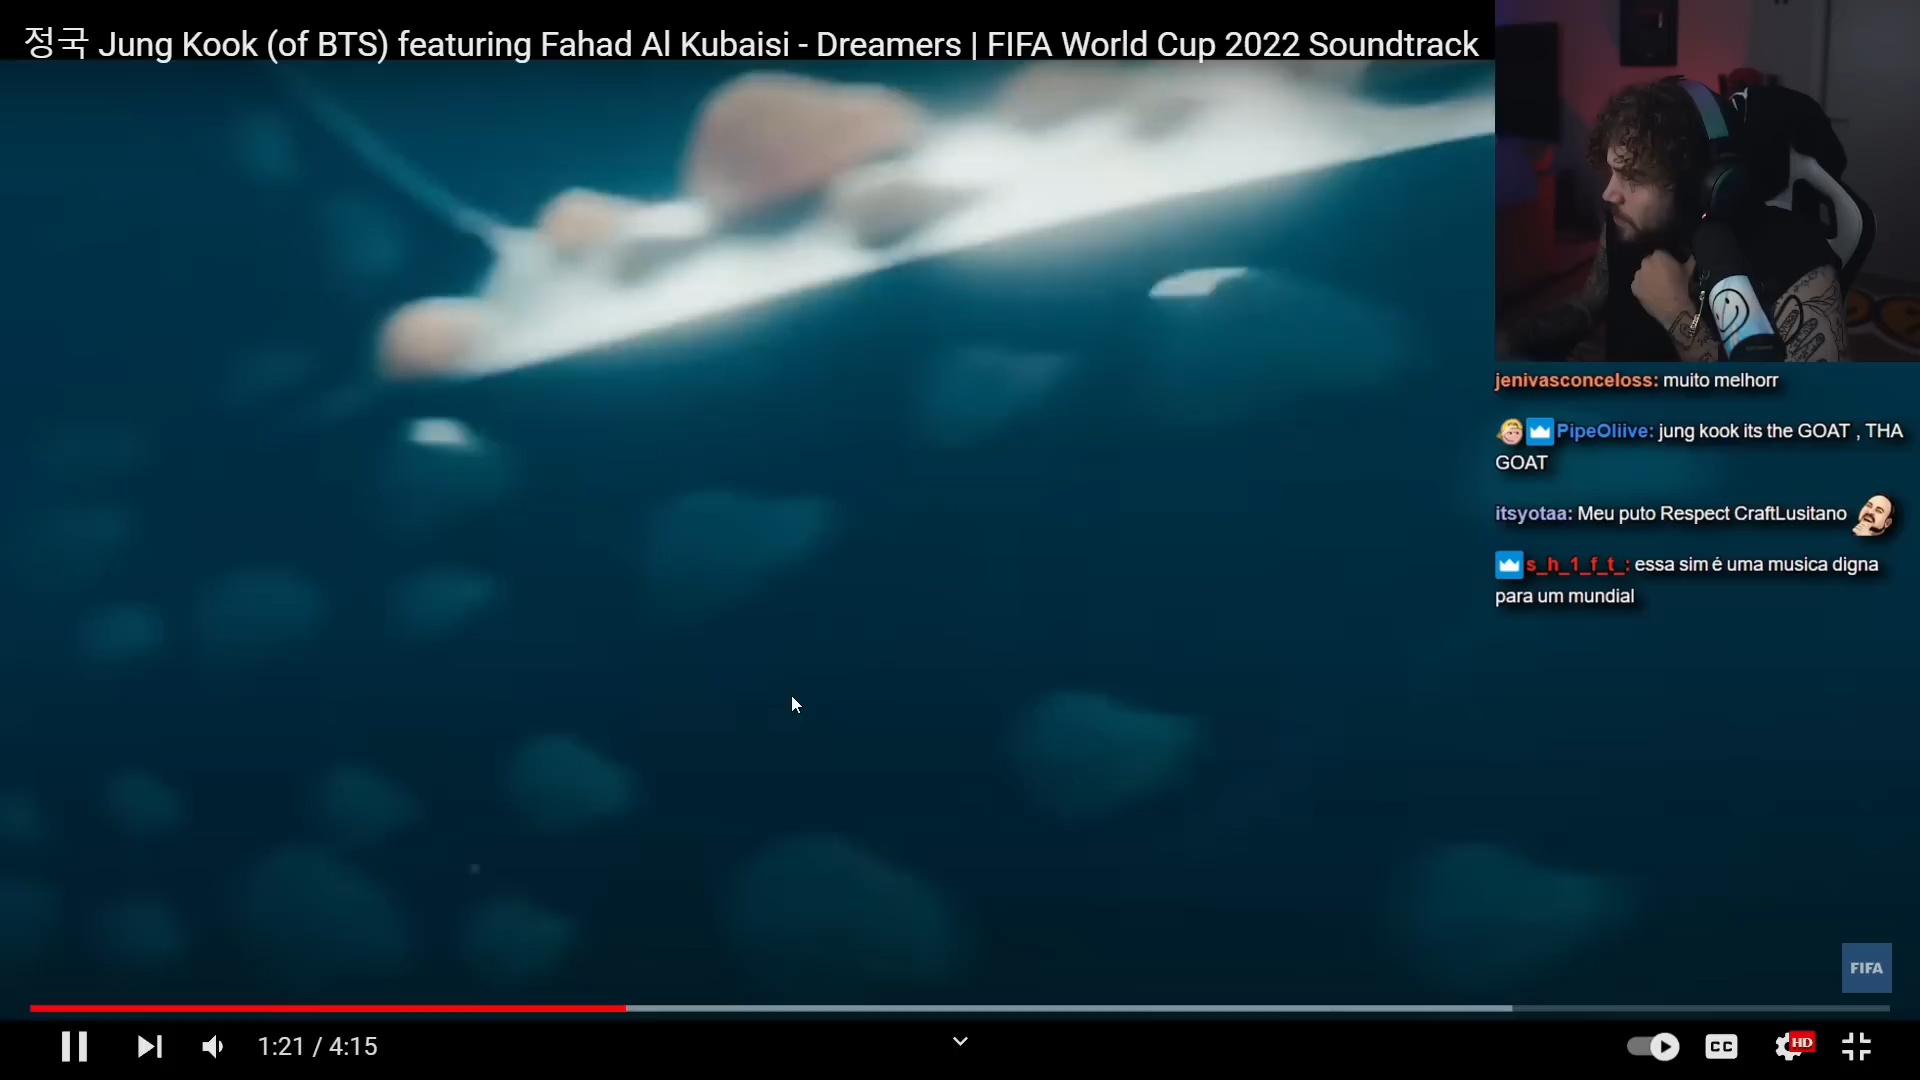 정국 Jung Kook (of BTS) featuring Fahad Al Kubaisi - Dreamers | FIFA World Cup 2022 Soundtrack
jenivasconceloss: muito melhorr
PipeOliive: jung kook its the GOAT , THA
GOAT
itsyotaa: Meu puto Respect CraftLusitano
s_h_1_f_t_: essa sim é uma musica digna
para um mundial
FIFA
1:21 / 4:15
CC
HD